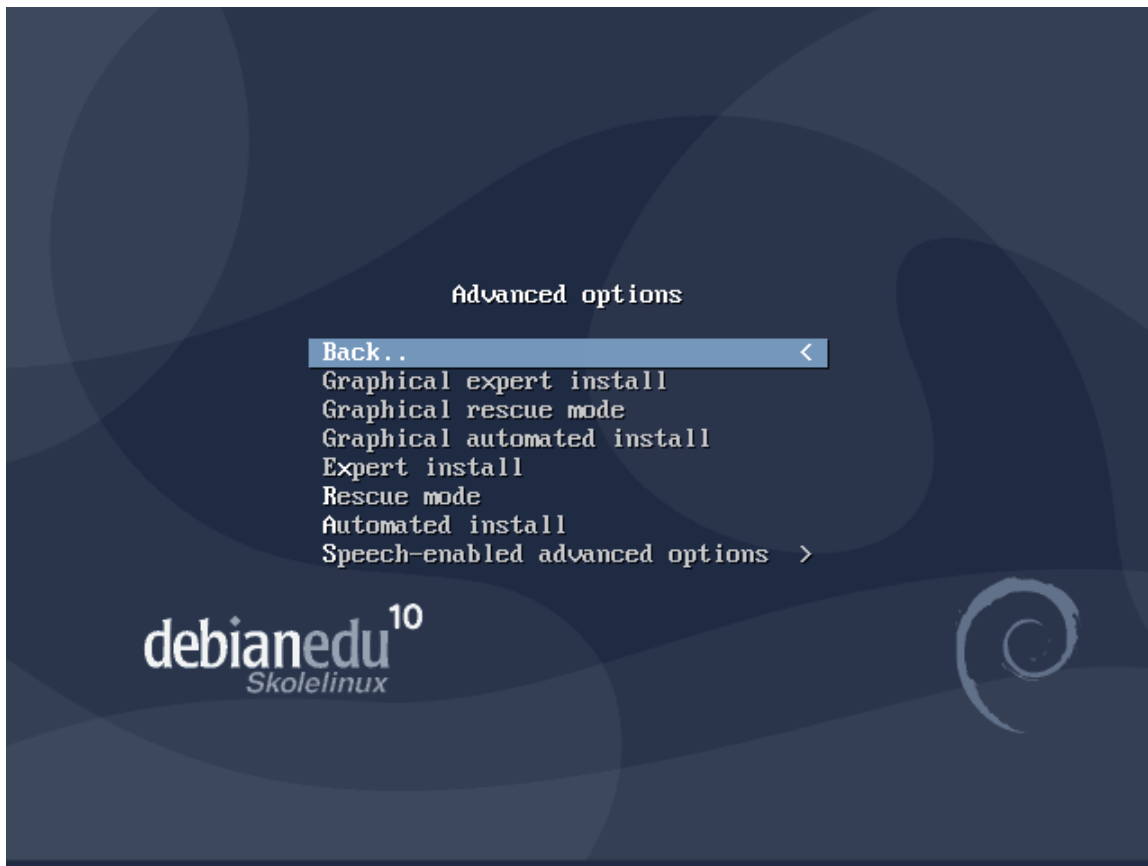 Advanced options
Back.. <
Graphical expert install
Graphical rescue mode
Graphical automated install
Expert install
Rescue mode
Automated install
Speech-enabled advanced options >
debianedu 10
Skolelinux